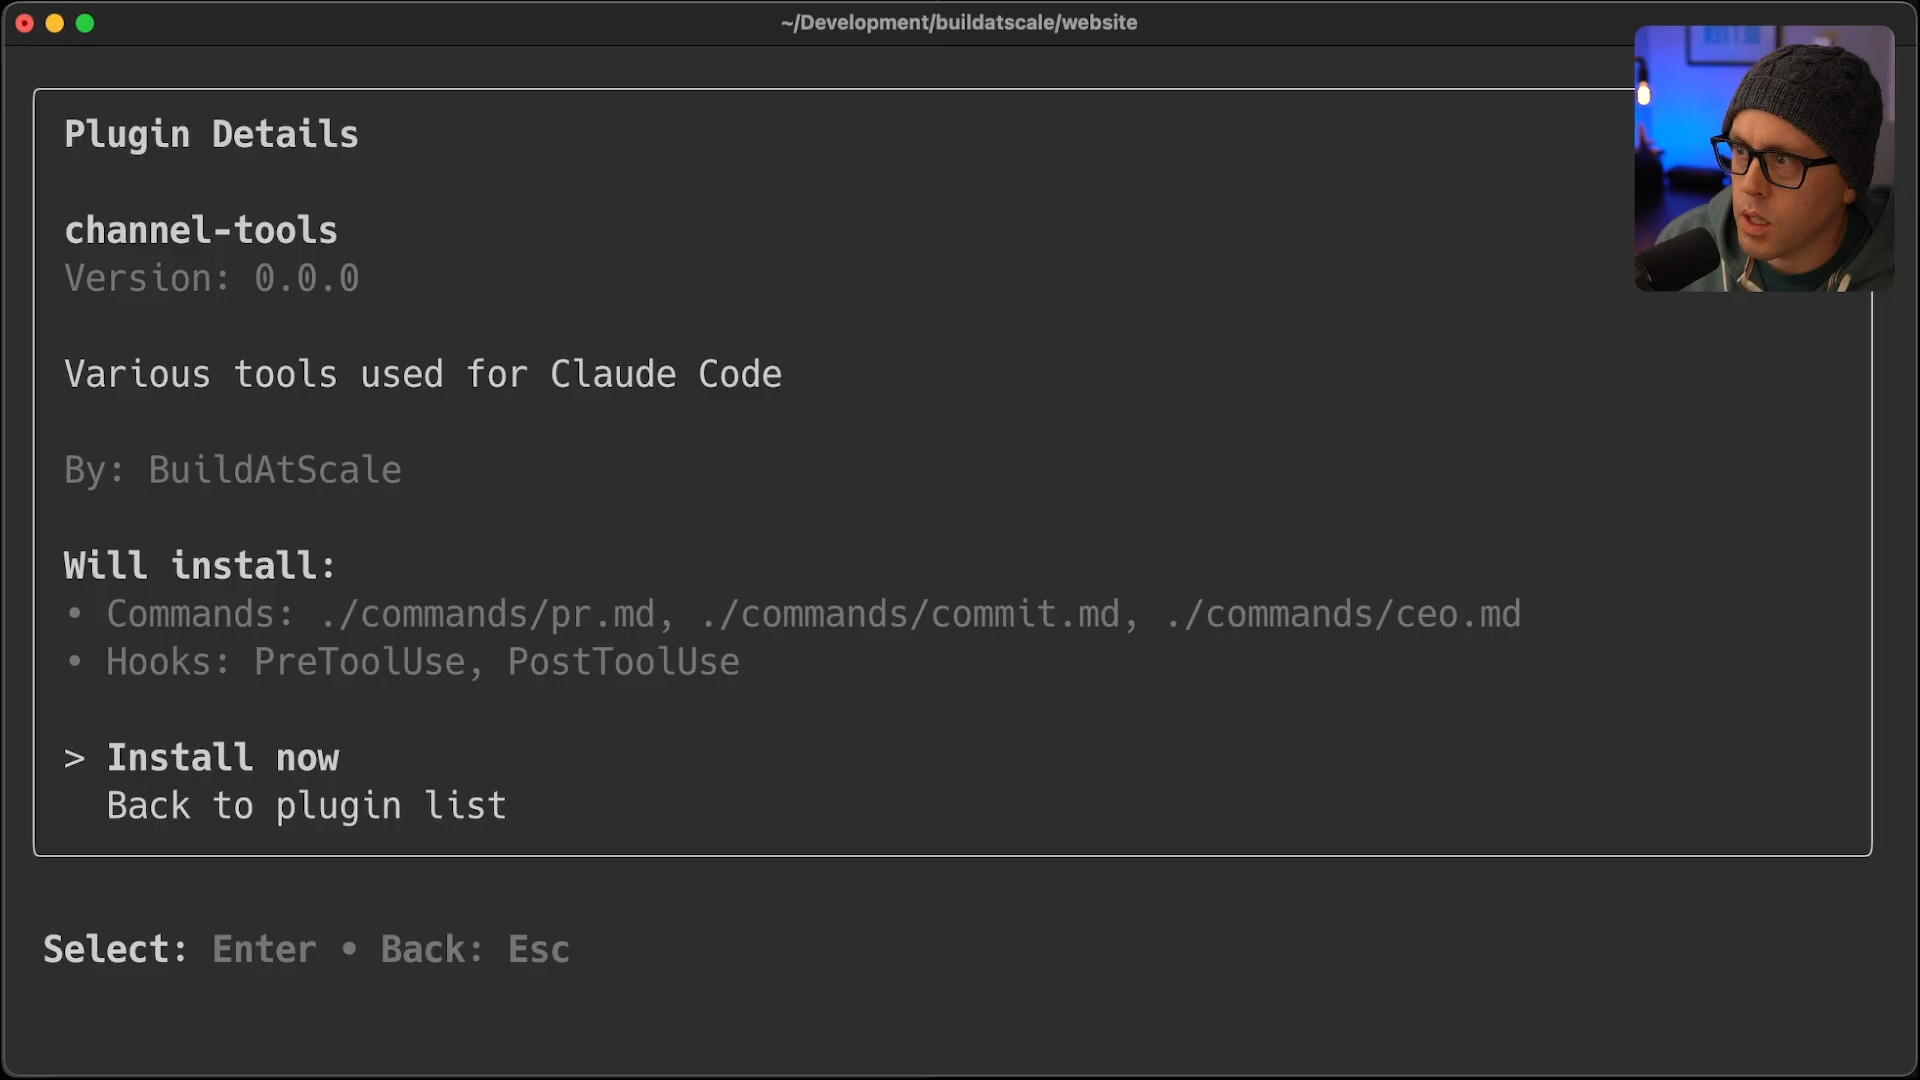 ~/Development/buildatscale/website
Plugin Details
channel-tools
Version: 0.0.0
Various tools used for Claude Code
By: BuildAtScale
Will install:
• Commands: ./commands/pr.md, ./commands/commit.md, ./commands/ceo.md
• Hooks: PreToolUse, PostToolUse
> Install now
Back to plugin list
Select: Enter • Back: Esc